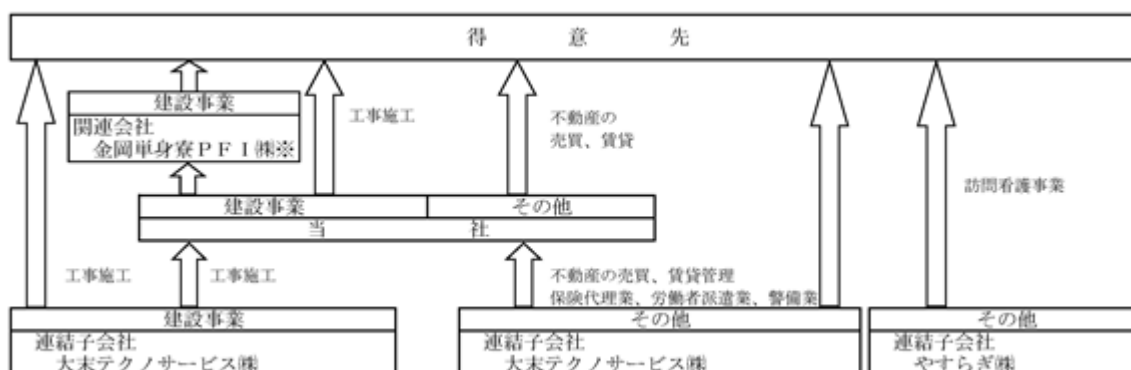 得意先
建設事業
関連会社
金岡単身寮PFI㈱※
工事施工
不動産の
売買、賃貸
訪問看護事業
建設事業 その他
当社
工事施工 工事施工
不動産の売買、賃貸管理
保険代理業、労働者派遣業、警備業
建設事業
連結子会社
大末テクノサービス㈱
その他
連結子会社
大末テクノサービス㈱
その他
連結子会社
やすらぎ㈱